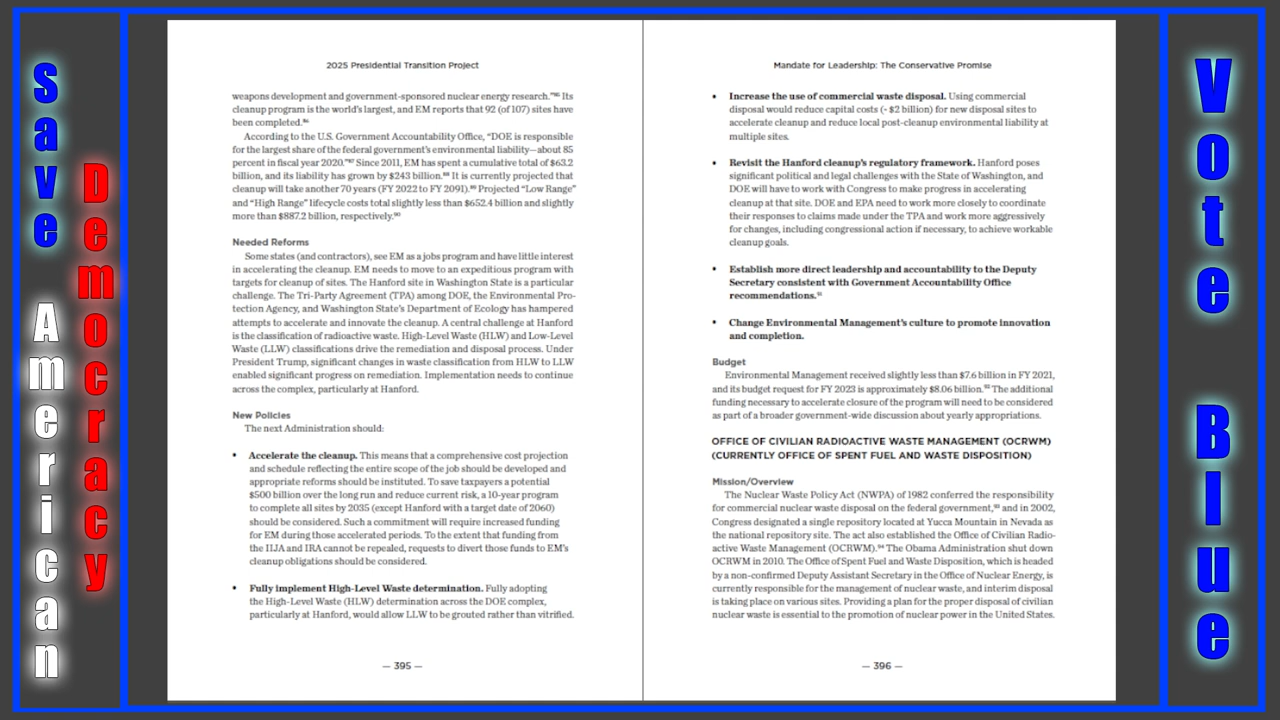 Save
American
Democracy
2025 Presidential Transition Project
weapons development and government-sponsored nuclear energy research.”⁸⁵ Its
cleanup program is the world’s largest, and EM reports that 92 (of 107) sites have
been completed.⁸⁶
According to the U.S. Government Accountability Office, “DOE is responsible
for the largest share of the federal government’s environmental liability—about 85
percent in fiscal year 2020.”⁸⁷ Since 2011, EM has spent a cumulative total of $63.2
billion, and its liability has grown by $243 billion.⁸⁸ It is currently projected that
cleanup will take another 70 years (FY 2022 to FY 2091).⁸⁹ Projected “Low Range”
and “High Range” lifecycle costs total slightly less than $652.4 billion and slightly
more than $887.2 billion, respectively.⁹⁰
Needed Reforms
Some states (and contractors), see EM as a jobs program and have little interest
in accelerating the cleanup. EM needs to move to an expeditious program with
targets for cleanup of sites. The Hanford site in Washington State is a particular
challenge. The Tri-Party Agreement (TPA) among DOE, the Environmental Pro-
tection Agency, and Washington State’s Department of Ecology has hampered
attempts to accelerate and innovate the cleanup. A central challenge at Hanford
is the classification of radioactive waste. High-Level Waste (HLW) and Low-Level
Waste (LLW) classifications drive the remediation and disposal process. Under
President Trump, significant changes in waste classification from HLW to LLW
enabled significant progress on remediation. Implementation needs to continue
across the complex, particularly at Hanford.
New Policies
The next Administration should:
• Accelerate the cleanup. This means that a comprehensive cost projection
and schedule reflecting the entire scope of the job should be developed and
appropriate reforms should be instituted. To save taxpayers a potential
$500 billion over the long run and reduce current risk, a 10-year program
to complete all sites by 2035 (except Hanford with a target date of 2060)
should be considered. Such a commitment will require increased funding
for EM during those accelerated periods. To the extent that funding from
the IIJA and IRA cannot be repealed, requests to divert those funds to EM’s
cleanup obligations should be considered.
• Fully implement High-Level Waste determination. Fully adopting
the High-Level Waste (HLW) determination across the DOE complex,
particularly at Hanford, would allow LLW to be grouted rather than vitrified.
— 395 —
Mandate for Leadership: The Conservative Promise
• Increase the use of commercial waste disposal. Using commercial
disposal would reduce capital costs (~ $2 billion) for new disposal sites to
accelerate cleanup and reduce local post-cleanup environmental liability at
multiple sites.
• Revisit the Hanford cleanup’s regulatory framework. Hanford poses
significant political and legal challenges with the State of Washington, and
DOE will have to work with Congress to make progress in accelerating
cleanup at that site. DOE and EPA need to work more closely to coordinate
their responses to claims made under the TPA and work more aggressively
for changes, including congressional action if necessary, to achieve workable
cleanup goals.
• Establish more direct leadership and accountability to the Deputy
Secretary consistent with Government Accountability Office
recommendations.⁹¹
• Change Environmental Management’s culture to promote innovation
and completion.
Budget
Environmental Management received slightly less than $7.6 billion in FY 2021,
and its budget request for FY 2023 is approximately $8.06 billion.⁹² The additional
funding necessary to accelerate closure of the program will need to be considered
as part of a broader government-wide discussion about yearly appropriations.
OFFICE OF CIVILIAN RADIOACTIVE WASTE MANAGEMENT (OCRWM)
(CURRENTLY OFFICE OF SPENT FUEL AND WASTE DISPOSITION)
Mission/Overview
The Nuclear Waste Policy Act (NWPA) of 1982 conferred the responsibility
for commercial nuclear waste disposal on the federal government,⁹³ and in 2002,
Congress designated a single repository located at Yucca Mountain in Nevada as
the national repository site. The act also established the Office of Civilian Radio-
active Waste Management (OCRWM).⁹⁴ The Obama Administration shut down
OCRWM in 2010. The Office of Spent Fuel and Waste Disposition, which is headed
by a non-confirmed Deputy Assistant Secretary in the Office of Nuclear Energy, is
currently responsible for the management of nuclear waste, and interim disposal
is taking place on various sites. Providing a plan for the proper disposal of civilian
nuclear waste is essential to the promotion of nuclear power in the United States.
— 396 —
Vote
Blue